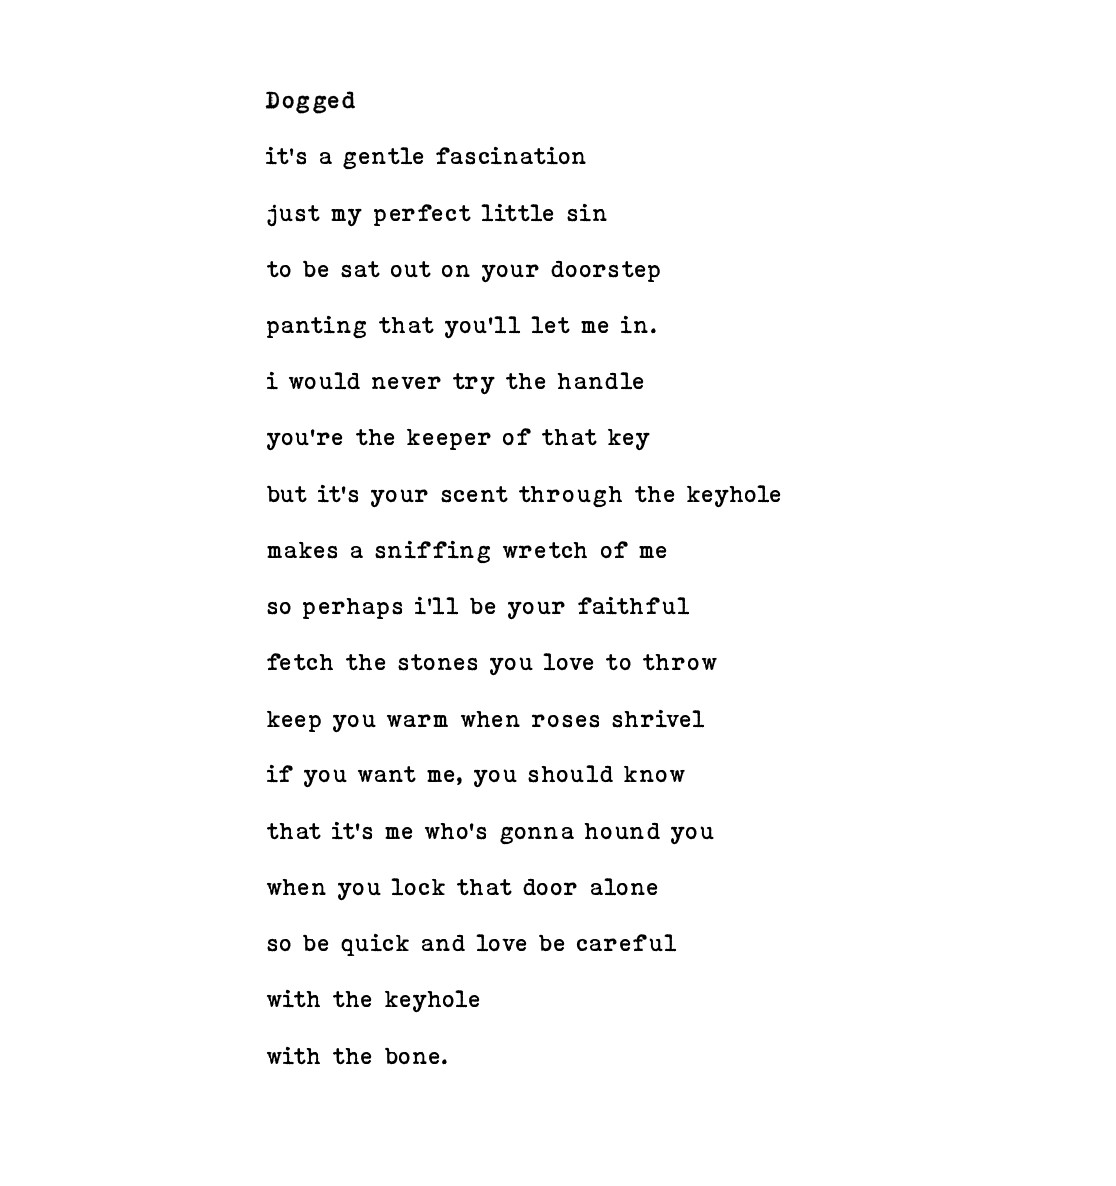 Dogged
it's a gentle fascination
just my perfect little sin
to be sat out on your doorstep
panting that you'll let me in.
i would never try the handle
you're the keeper of that key
but it's your scent through the keyhole
makes a sniffing wretch of me
so perhaps i'll be your faithful
fetch the stones you love to throw
keep you warm when roses shrivel
if you want me, you should know
that it's me who's gonna hound you
when you lock that door alone
so be quick and love be careful
with the keyhole
with the bone.